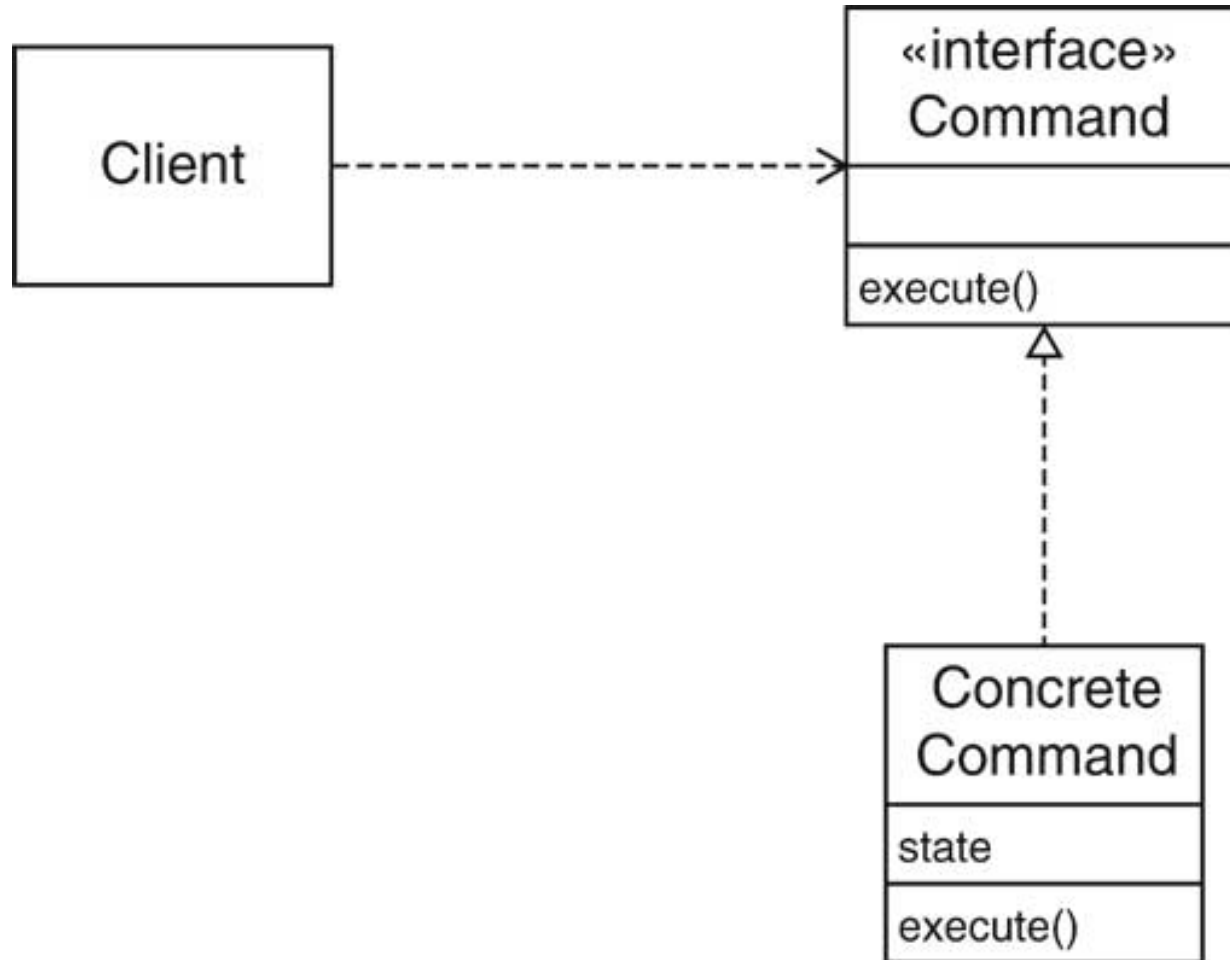 Client
«interface»
Command
execute()
Concrete
Command
state
execute()